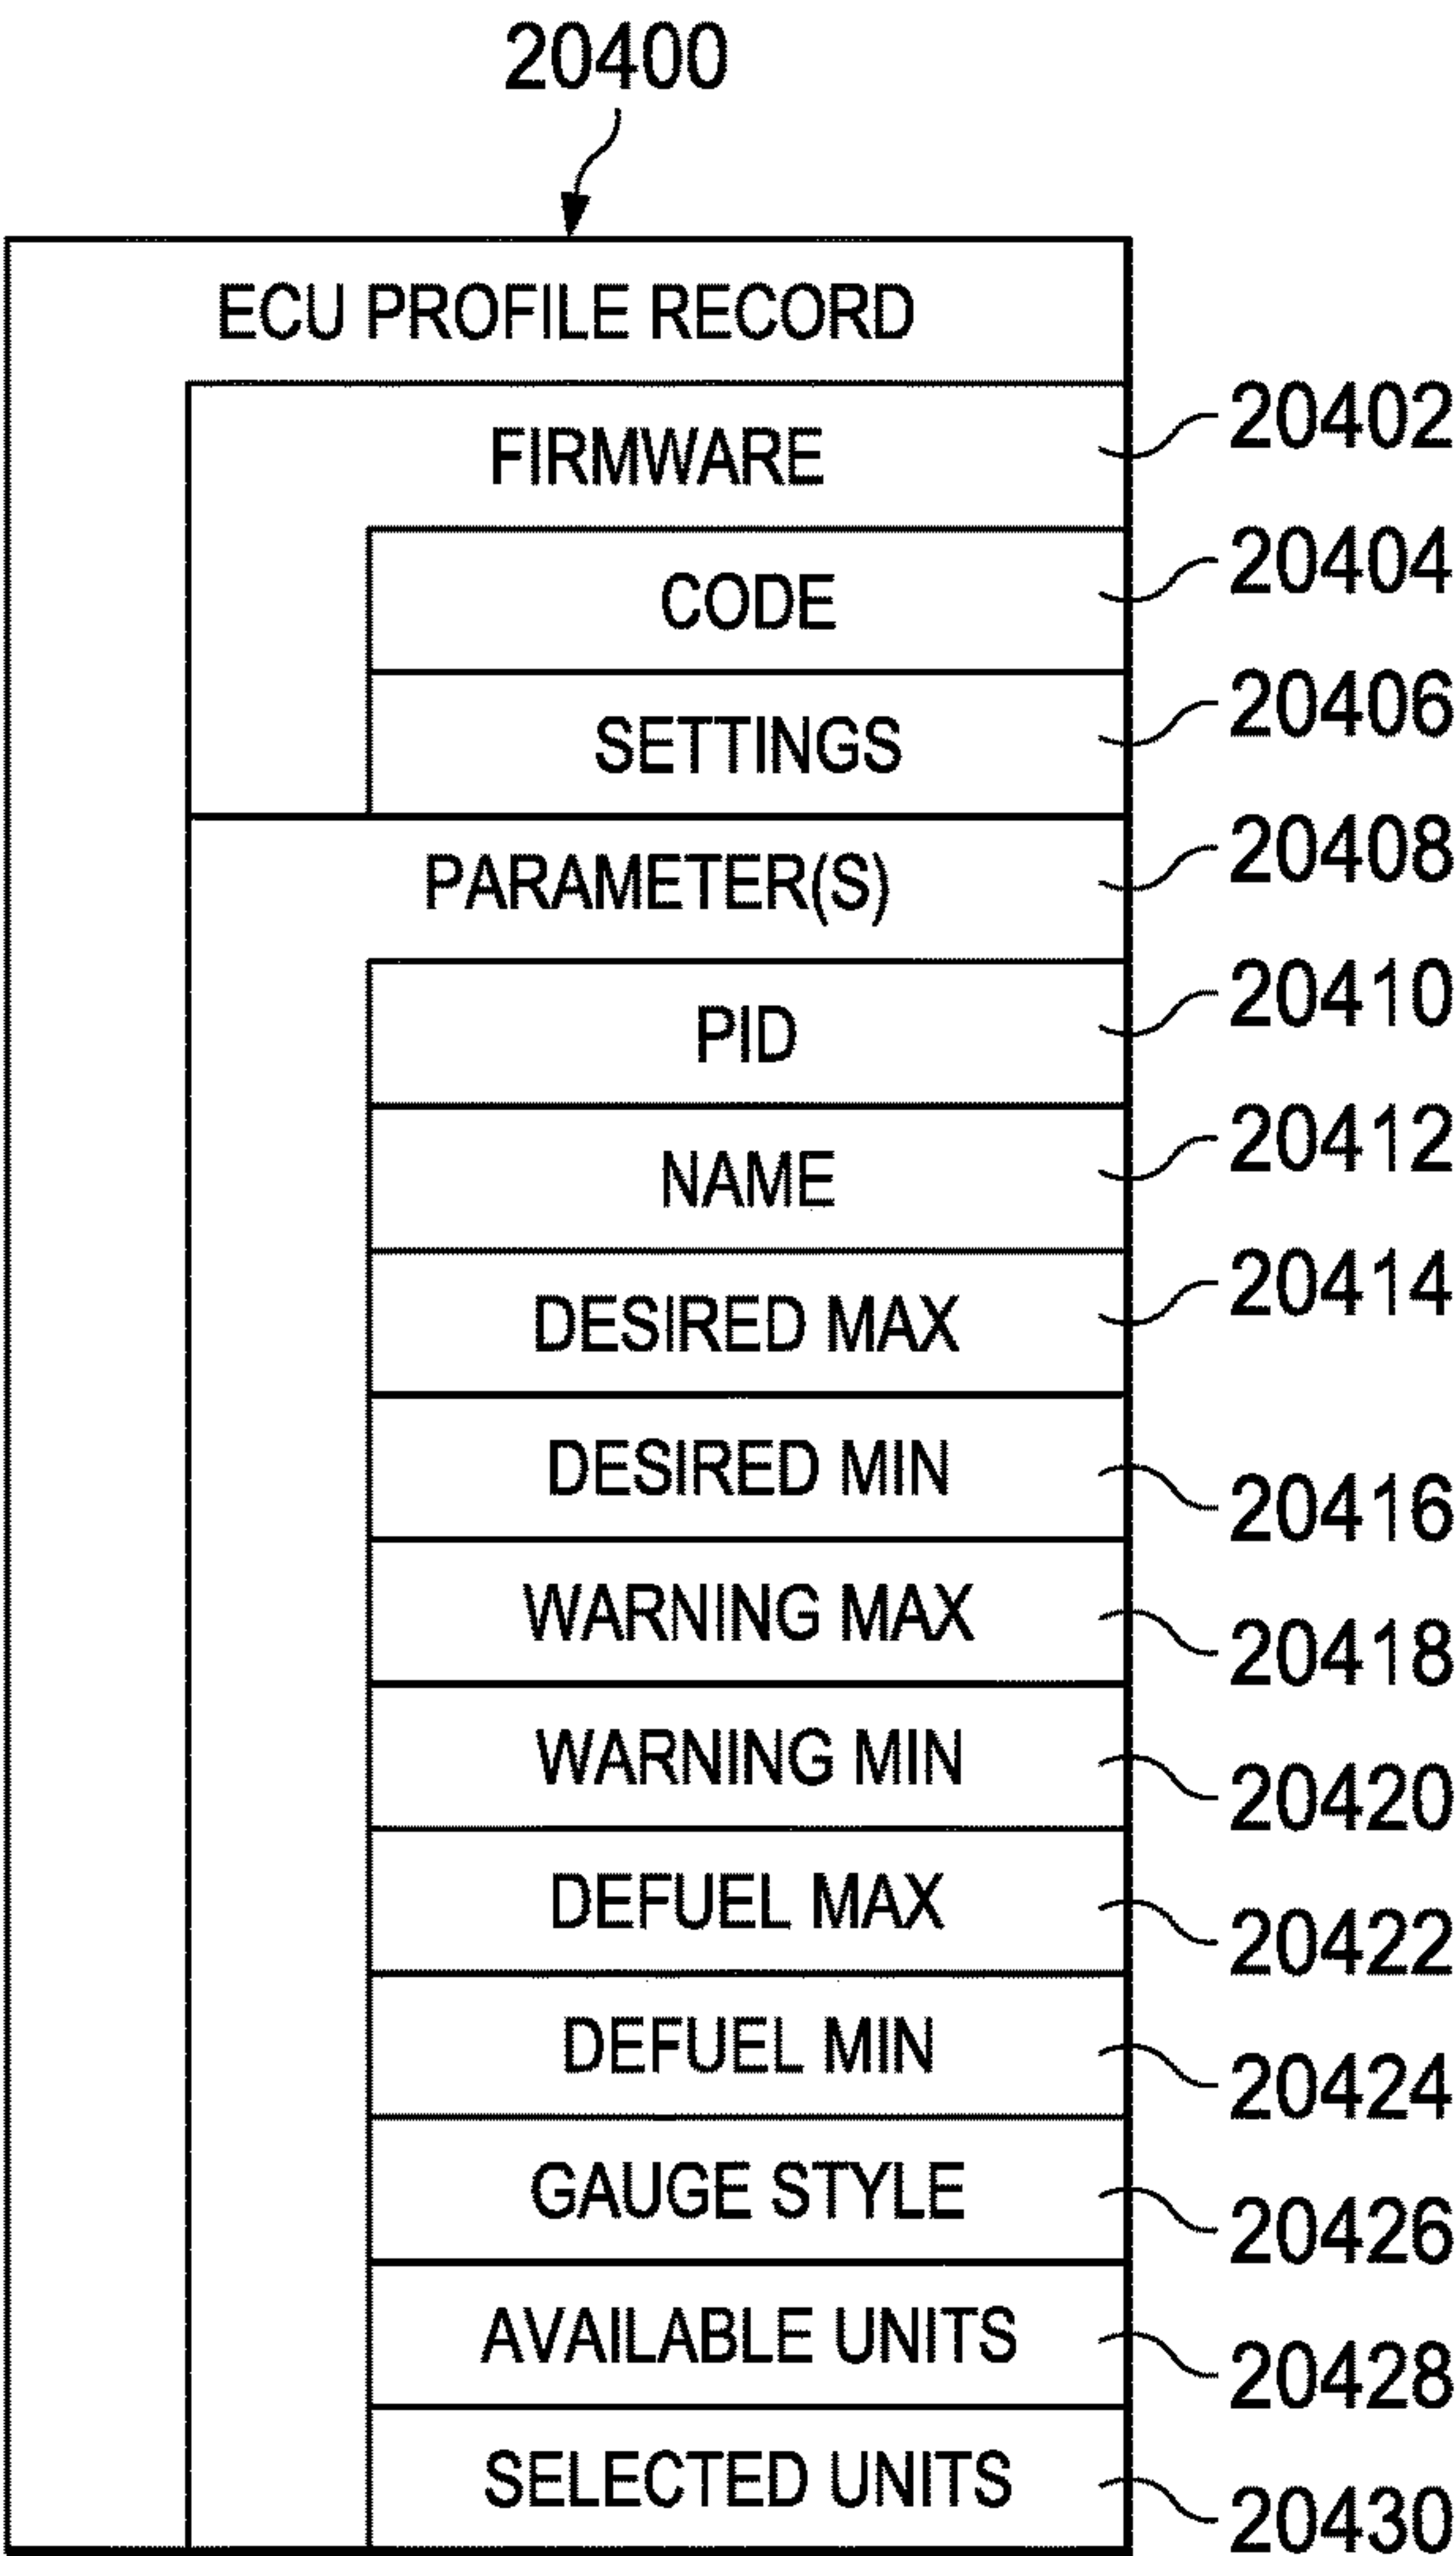 20400
ECU PROFILE RECORD
FIRMWARE 20402
CODE 20404
SETTINGS 20406
PARAMETER(S) 20408
PID 20410
NAME 20412
DESIRED MAX 20414
DESIRED MIN 20416
WARNING MAX 20418
WARNING MIN 20420
DEFUEL MAX 20422
DEFUEL MIN 20424
GAUGE STYLE 20426
AVAILABLE UNITS 20428
SELECTED UNITS 20430